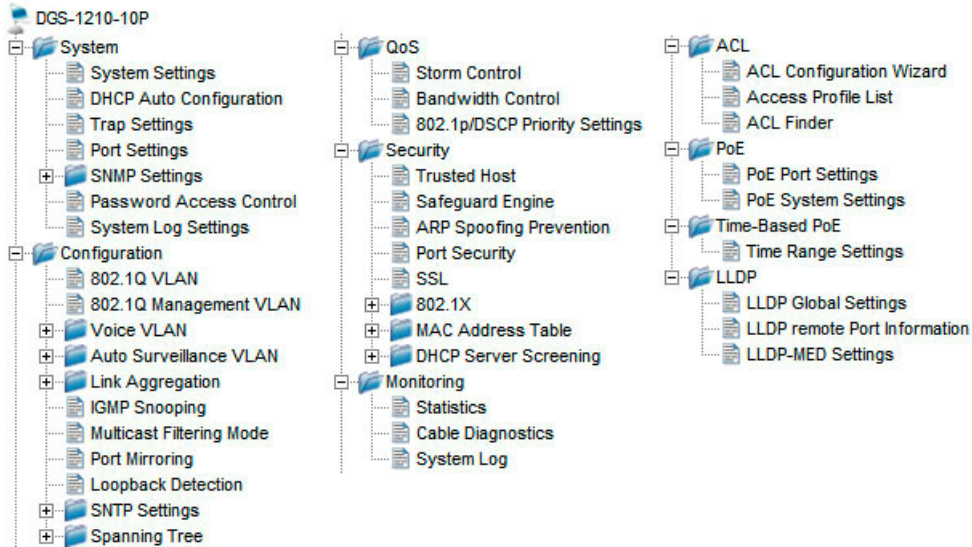 DGS-1210-10P
System
System Settings
DHCP Auto Configuration
Trap Settings
Port Settings
SNMP Settings
Password Access Control
System Log Settings
Configuration
802.1Q VLAN
802.1Q Management VLAN
Voice VLAN
Auto Surveillance VLAN
Link Aggregation
IGMP Snooping
Multicast Filtering Mode
Port Mirroring
Loopback Detection
SNTP Settings
Spanning Tree
QoS
Storm Control
Bandwidth Control
802.1p/DSCP Priority Settings
Security
Trusted Host
Safeguard Engine
ARP Spoofing Prevention
Port Security
SSL
802.1X
MAC Address Table
DHCP Server Screening
Monitoring
Statistics
Cable Diagnostics
System Log
ACL
ACL Configuration Wizard
Access Profile List
ACL Finder
PoE
PoE Port Settings
PoE System Settings
Time-Based PoE
Time Range Settings
LLDP
LLDP Global Settings
LLDP remote Port Information
LLDP-MED Settings